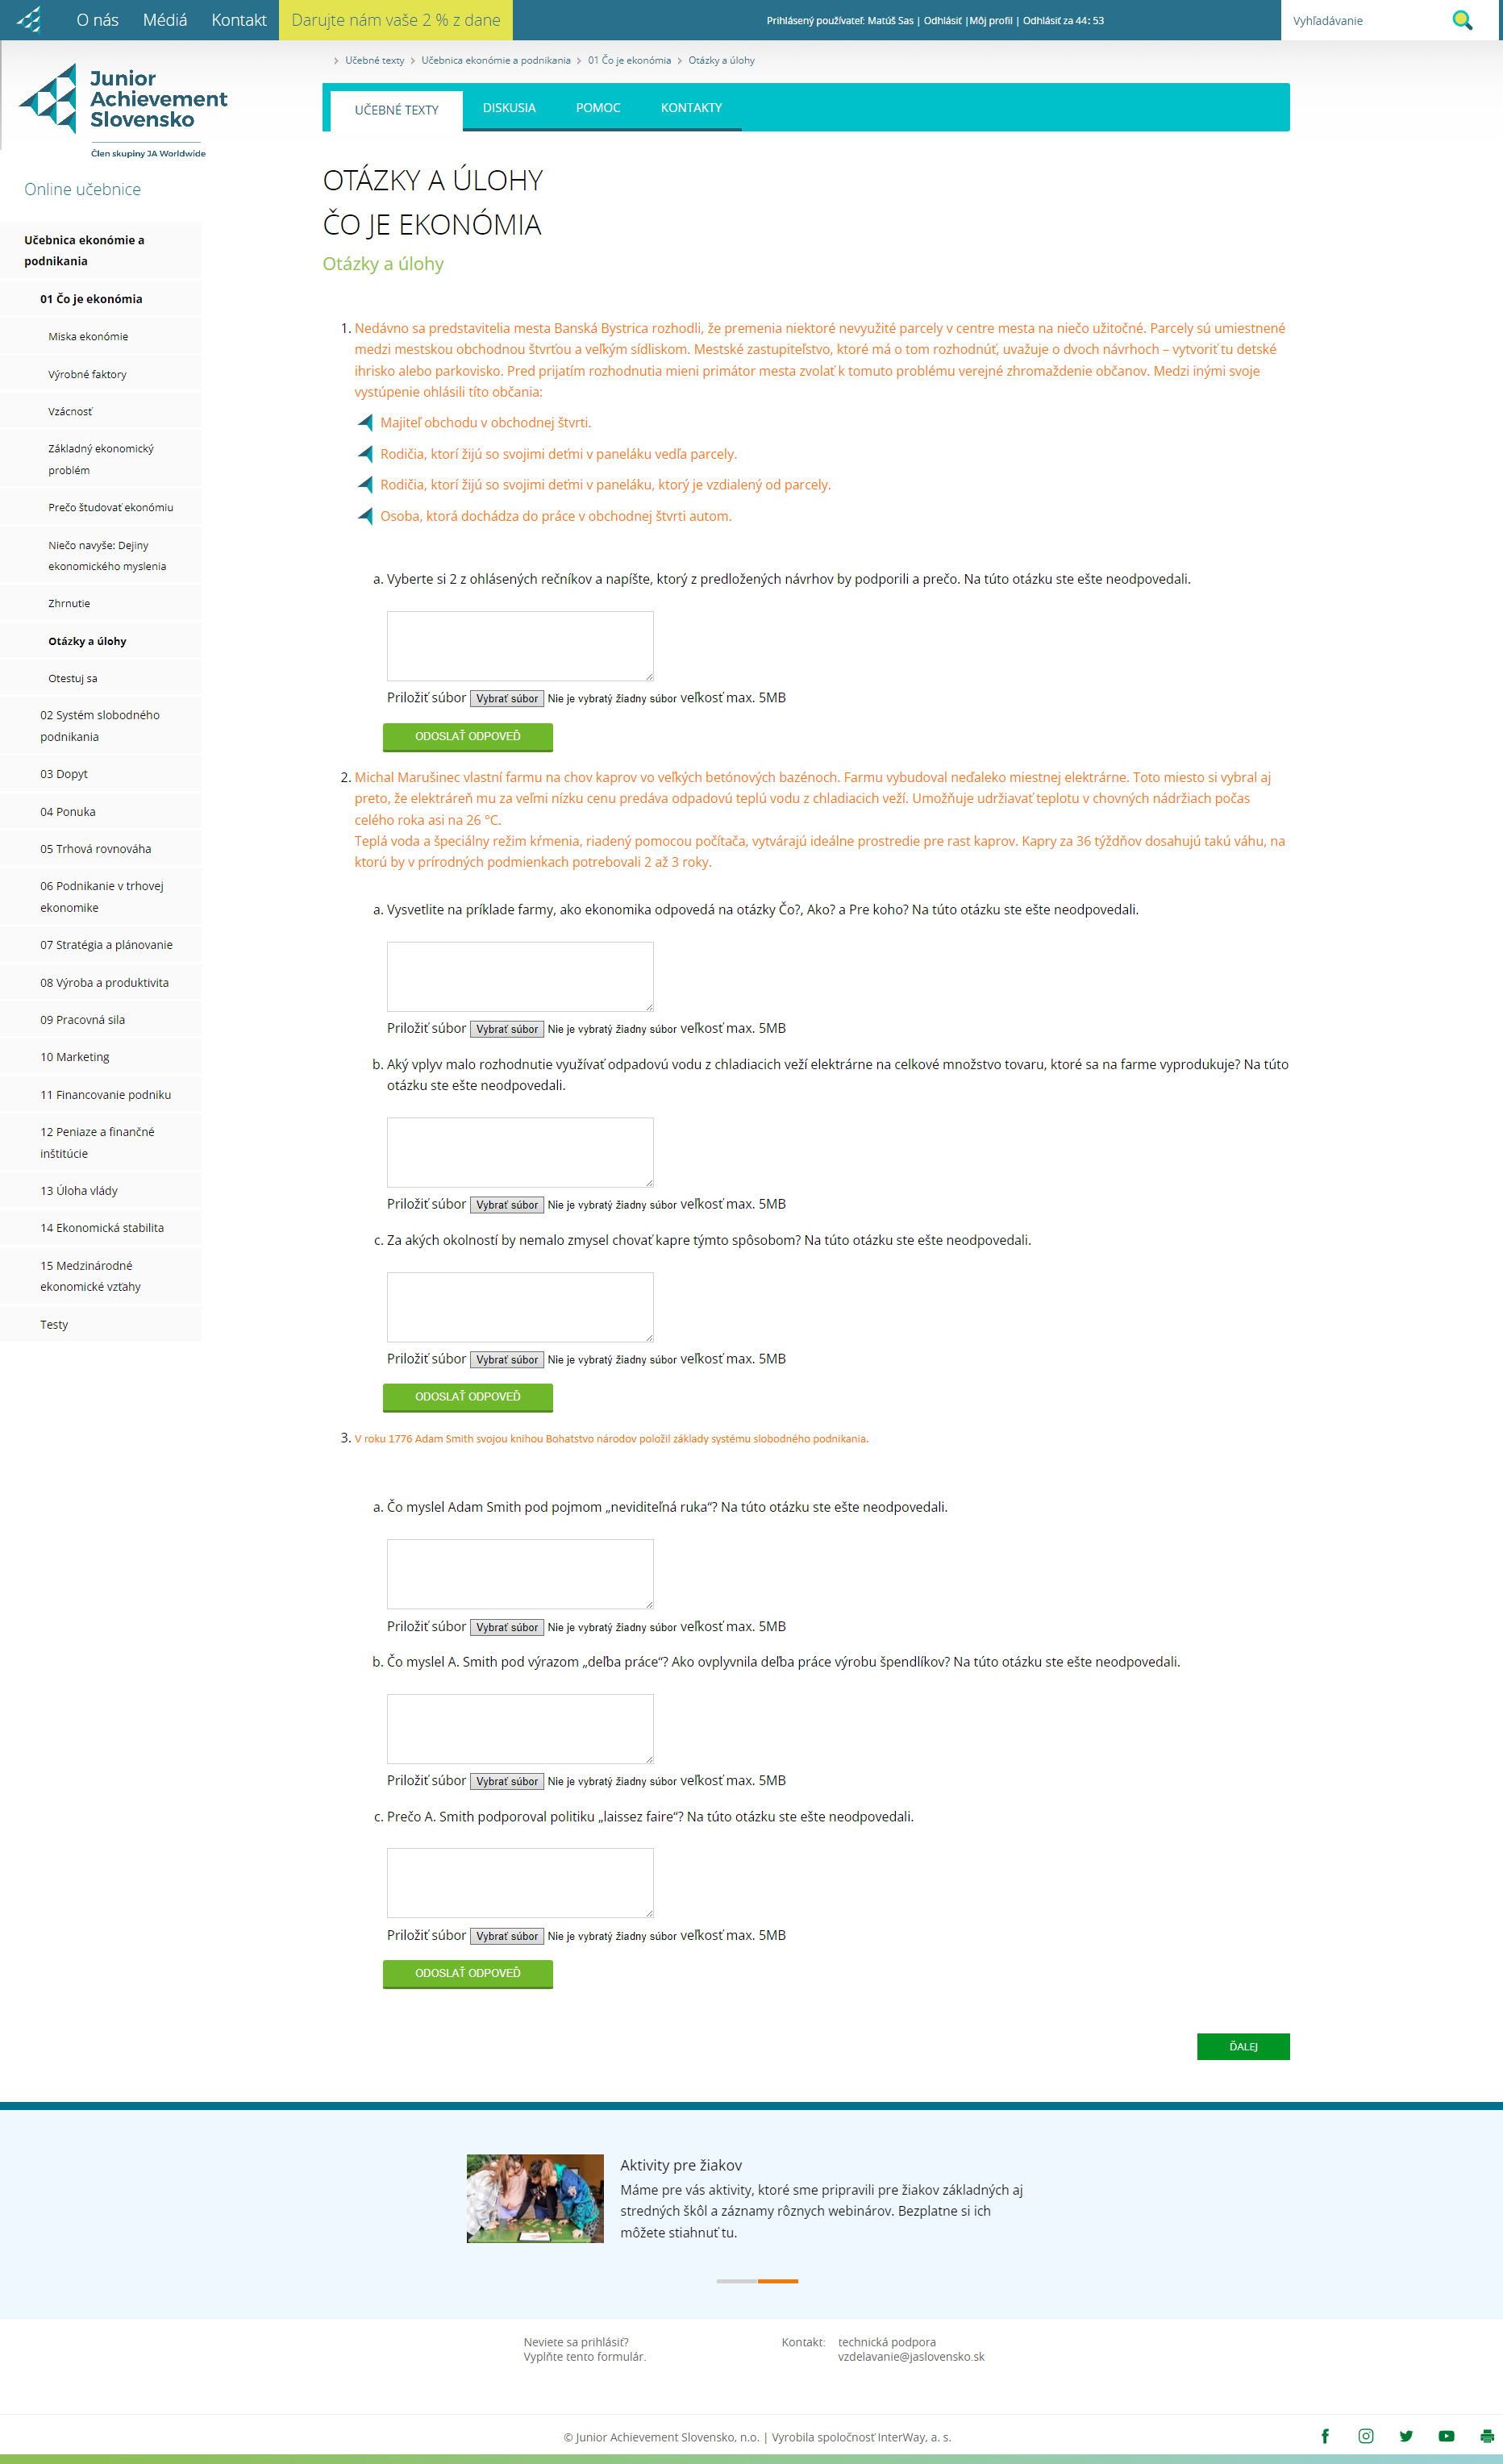 O nás
Médiá
Kontakt
Darujte nám vaše 2 % z dane
Prihlásený používateľ: Matúš Sas | Odhlásiť |Môj profil | Odhlásiť za 44: 53
Vyhľadávanie
Učebné texty
Učebnica ekonómie a podnikania
01 Čo je ekonómia
Otázky a úlohy
Junior
Achievement
Slovensko
Člen skupiny JA Worldwide
UČEBNÉ TEXTY
DISKUSIA
POMOC
KONTAKTY
Online učebnice
Učebnica ekonómie a
podnikania
01 Čo je ekonómia
Miska ekonómie
Výrobné faktory
Vzácnosť
Základný ekonomický
problém
Prečo študovať ekonómiu
Niečo navyše: Dejiny
ekonomického myslenia
Zhrnutie
Otázky a úlohy
Otestuj sa
02 Systém slobodného
podnikania
03 Dopyt
04 Ponuka
05 Trhová rovnováha
06 Podnikanie v trhovej
ekonomike
07 Stratégia a plánovanie
08 Výroba a produktivita
09 Pracovná sila
10 Marketing
11 Financovanie podniku
12 Peniaze a finančné
inštitúcie
13 Úloha vlády
14 Ekonomická stabilita
15 Medzinárodné
ekonomické vzťahy
Testy
OTÁZKY A ÚLOHY
ČO JE EKONÓMIA
Otázky a úlohy
1. Nedávno sa predstavitelia mesta Banská Bystrica rozhodli, že premenia niektoré nevyužité parcely v centre mesta na niečo užitočné. Parcely sú umiestnené
medzi mestskou obchodnou štvrťou a veľkým sídliskom. Mestské zastupiteľstvo, ktoré má o tom rozhodnúť, uvažuje o dvoch návrhoch – vytvoriť tu detské
ihrisko alebo parkovisko. Pred prijatím rozhodnutia mieni primátor mesta zvolať k tomuto problému verejné zhromaždenie občanov. Medzi inými svoje
vystúpenie ohlásili títo občania:
Majiteľ obchodu v obchodnej štvrti.
Rodičia, ktorí žijú so svojimi deťmi v paneláku vedľa parcely.
Rodičia, ktorí žijú so svojimi deťmi v paneláku, ktorý je vzdialený od parcely.
Osoba, ktorá dochádza do práce v obchodnej štvrti autom.
a. Vyberte si 2 z ohlásených rečníkov a napíšte, ktorý z predložených návrhov by podporili a prečo. Na túto otázku ste ešte neodpovedali.
Priložiť súbor Vybrať súbor Nie je vybratý žiadny súbor veľkosť max. 5MB
ODOSLAŤ ODPOVEĎ
2. Michal Marušinec vlastní farmu na chov kaprov vo veľkých betónových bazénoch. Farmu vybudoval neďaleko miestnej elektrárne. Toto miesto si vybral aj
preto, že elektráreň mu za veľmi nízku cenu predáva odpadovú teplú vodu z chladiacich veží. Umožňuje udržiavať teplotu v chovných nádržiach počas
celého roka asi na 26 °C.
Teplá voda a špeciálny režim kŕmenia, riadený pomocou počítača, vytvárajú ideálne prostredie pre rast kaprov. Kapry za 36 týždňov dosahujú takú váhu, na
ktorú by v prírodných podmienkach potrebovali 2 až 3 roky.
a. Vysvetlite na príklade farmy, ako ekonomika odpovedá na otázky Čo?, Ako? a Pre koho? Na túto otázku ste ešte neodpovedali.
Priložiť súbor Vybrať súbor Nie je vybratý žiadny súbor veľkosť max. 5MB
b. Aký vplyv malo rozhodnutie využívať odpadovú vodu z chladiacich veží elektrárne na celkové množstvo tovaru, ktoré sa na farme vyprodukuje? Na túto
otázku ste ešte neodpovedali.
Priložiť súbor Vybrať súbor Nie je vybratý žiadny súbor veľkosť max. 5MB
c. Za akých okolností by nemalo zmysel chovať kapre týmto spôsobom? Na túto otázku ste ešte neodpovedali.
Priložiť súbor Vybrať súbor Nie je vybratý žiadny súbor veľkosť max. 5MB
ODOSLAŤ ODPOVEĎ
3. V roku 1776 Adam Smith svojou knihou Bohatstvo národov položil základy systému slobodného podnikania.
a. Čo myslel Adam Smith pod pojmom „neviditeľná ruka“? Na túto otázku ste ešte neodpovedali.
Priložiť súbor Vybrať súbor Nie je vybratý žiadny súbor veľkosť max. 5MB
b. Čo myslel A. Smith pod výrazom „deľba práce“? Ako ovplyvnila deľba práce výrobu špendlíkov? Na túto otázku ste ešte neodpovedali.
Priložiť súbor Vybrať súbor Nie je vybratý žiadny súbor veľkosť max. 5MB
c. Prečo A. Smith podporoval politiku „laissez faire“? Na túto otázku ste ešte neodpovedali.
Priložiť súbor Vybrať súbor Nie je vybratý žiadny súbor veľkosť max. 5MB
ODOSLAŤ ODPOVEĎ
ĎALEJ
Aktivity pre žiakov
Máme pre vás aktivity, ktoré sme pripravili pre žiakov základných aj
stredných škôl a záznamy rôznych webinárov. Bezplatne si ich
môžete stiahnuť tu.
Neviete sa prihlásiť?
Vyplňte tento formulár.
Kontakt: technická podpora
vzdelavanie@jaslovensko.sk
© Junior Achievement Slovensko, n.o. | Vyrobila spoločnosť InterWay, a. s.